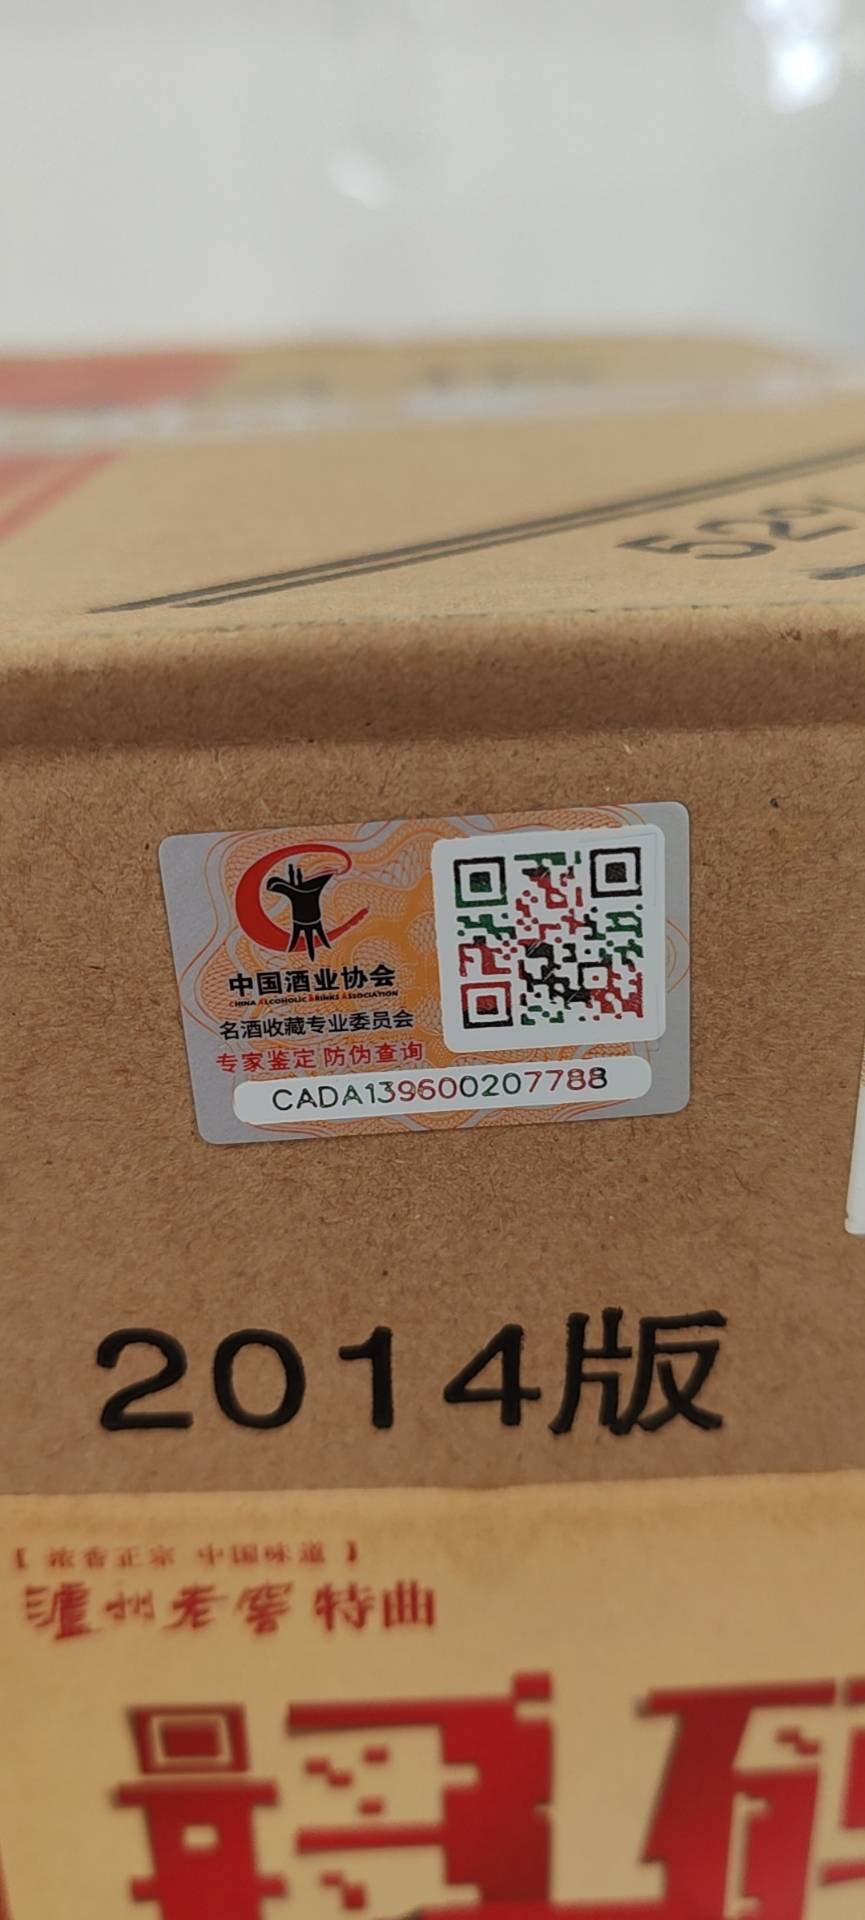 52%
中国酒业协会
CHINA ALCOHOLIC DRINKS ASSOCIATION
名酒收藏专业委员会
专家鉴定 防伪查询
CADA139600207788
2014版
【 浓香正宗 中国味道 】
泸州老窖 特曲